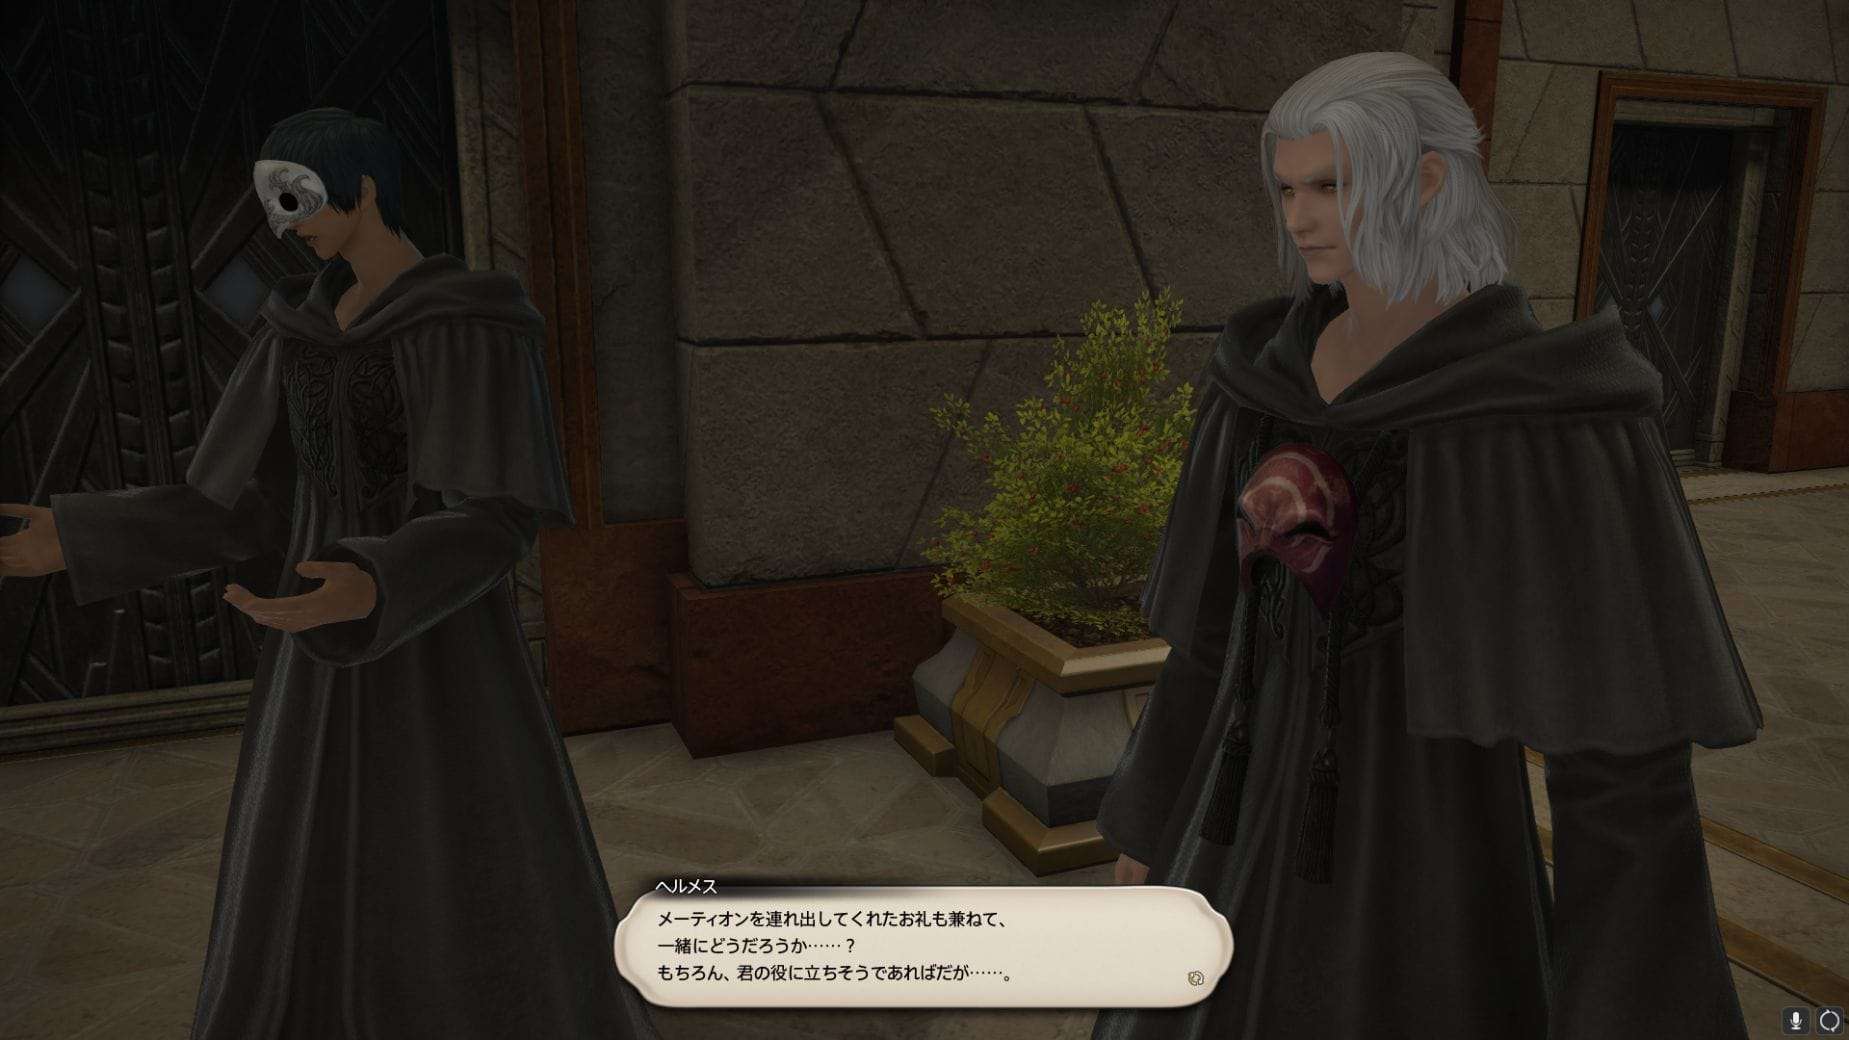 ヘルメス
メーティオンを連れ出してくれたお礼も兼ねて、
一緒にどうだろうか……？
もちろん、君の役に立ちそうであればだが……。